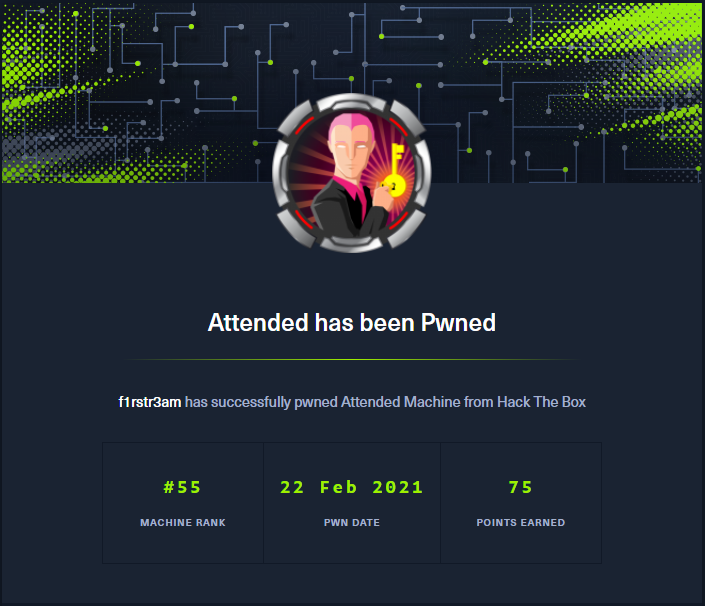 Attended has been Pwned
f1rstr3am has successfully pwned Attended Machine from Hack The Box
#55 22 Feb 2021 75
MACHINE RANK PWN DATE POINTS EARNED